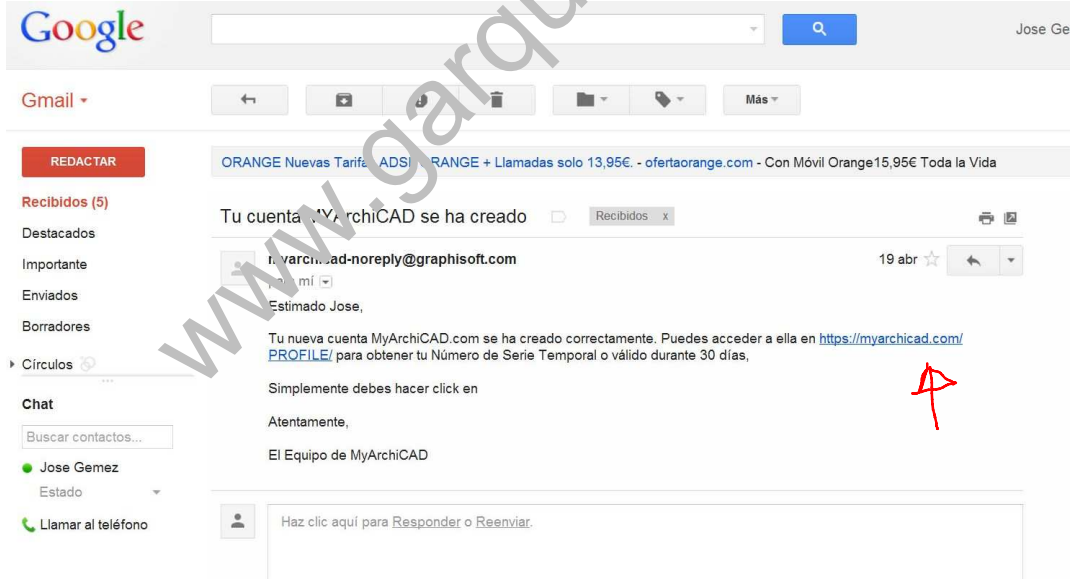 Google
Jose Ge
Gmail
Más
REDACTAR
ORANGE Nuevas Tarifa ADSL ORANGE + Llamadas solo 13,95€. - ofertaorange.com - Con Móvil Orange15,95€ Toda la Vida
Recibidos (5)
Tu cuenta MYArchiCAD se ha creado
Recibidos x
Destacados
myarchicad-noreply@graphisoft.com
19 abr
Importante
para mí
Enviados
Estimado Jose,
Borradores
Tu nueva cuenta MyArchiCAD.com se ha creado correctamente. Puedes acceder a ella en https://myarchicad.com/
PROFILE/ para obtener tu Número de Serie Temporal o válido durante 30 días,
Círculos
Simplemente debes hacer click en
Chat
Atentamente,
Buscar contactos...
El Equipo de MyArchiCAD
Jose Gemez
Estado
Llamar al teléfono
Haz clic aquí para Responder o Reenviar.
www.garqu